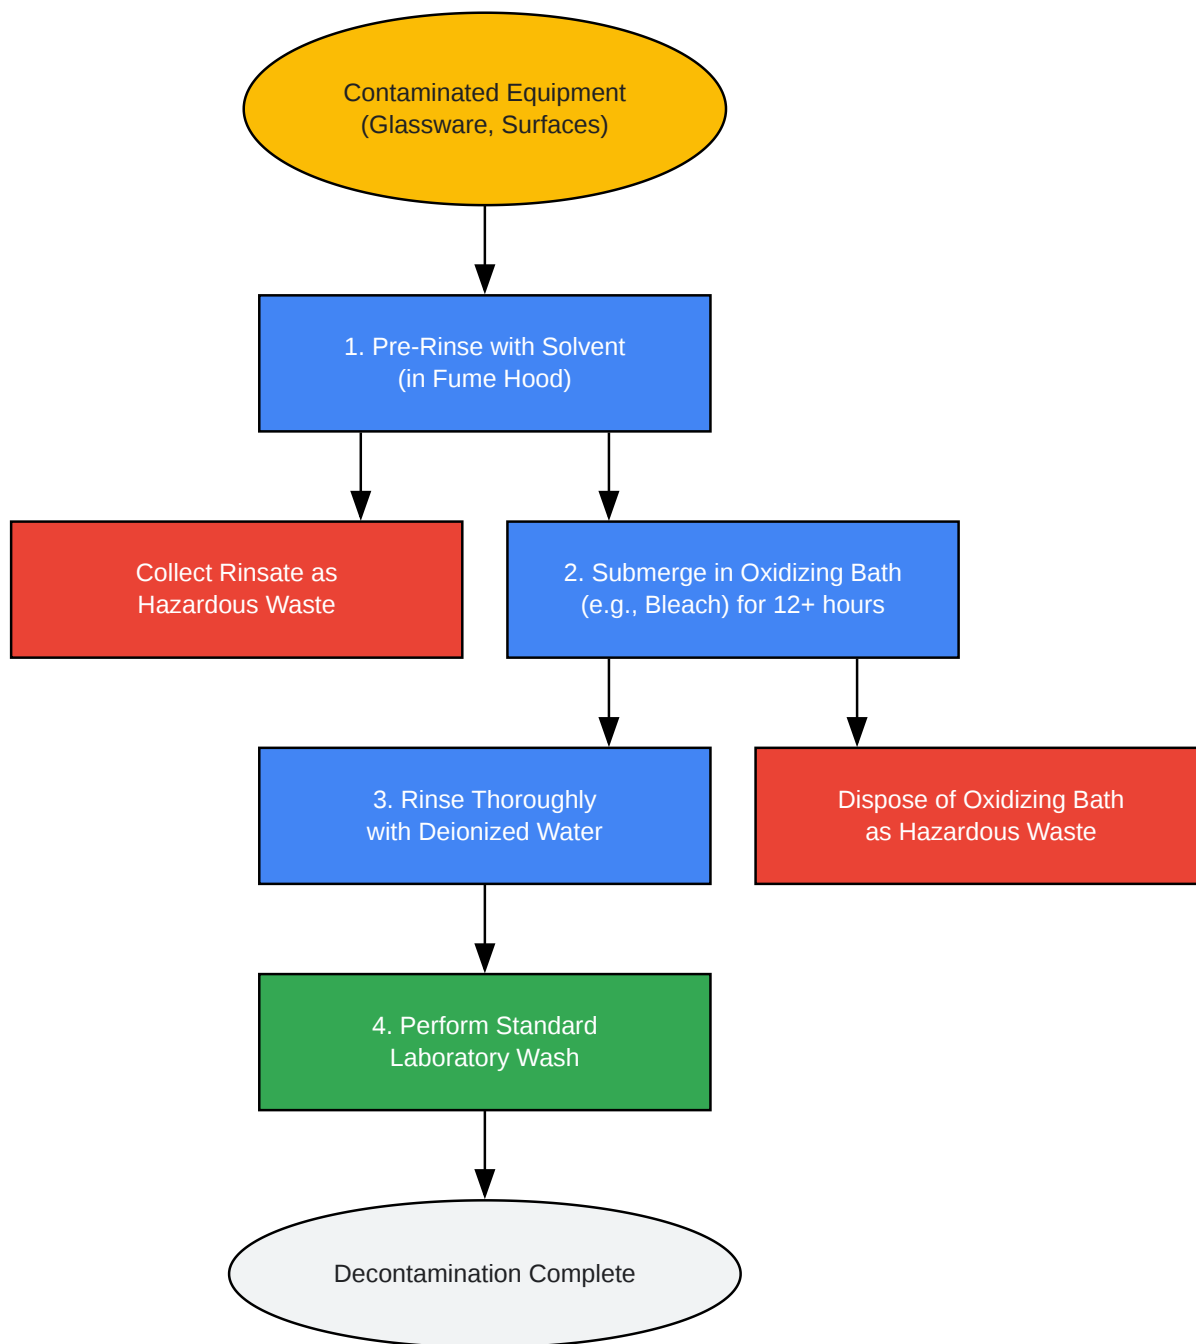 Contaminated Equipment
(Glassware, Surfaces)
1. Pre-Rinse with Solvent
(in Fume Hood)
Collect Rinsate as
Hazardous Waste
2. Submerge in Oxidizing Bath
(e.g., Bleach) for 12+ hours
3. Rinse Thoroughly
with Deionized Water
Dispose of Oxidizing Bath
as Hazardous Waste
4. Perform Standard
Laboratory Wash
Decontamination Complete